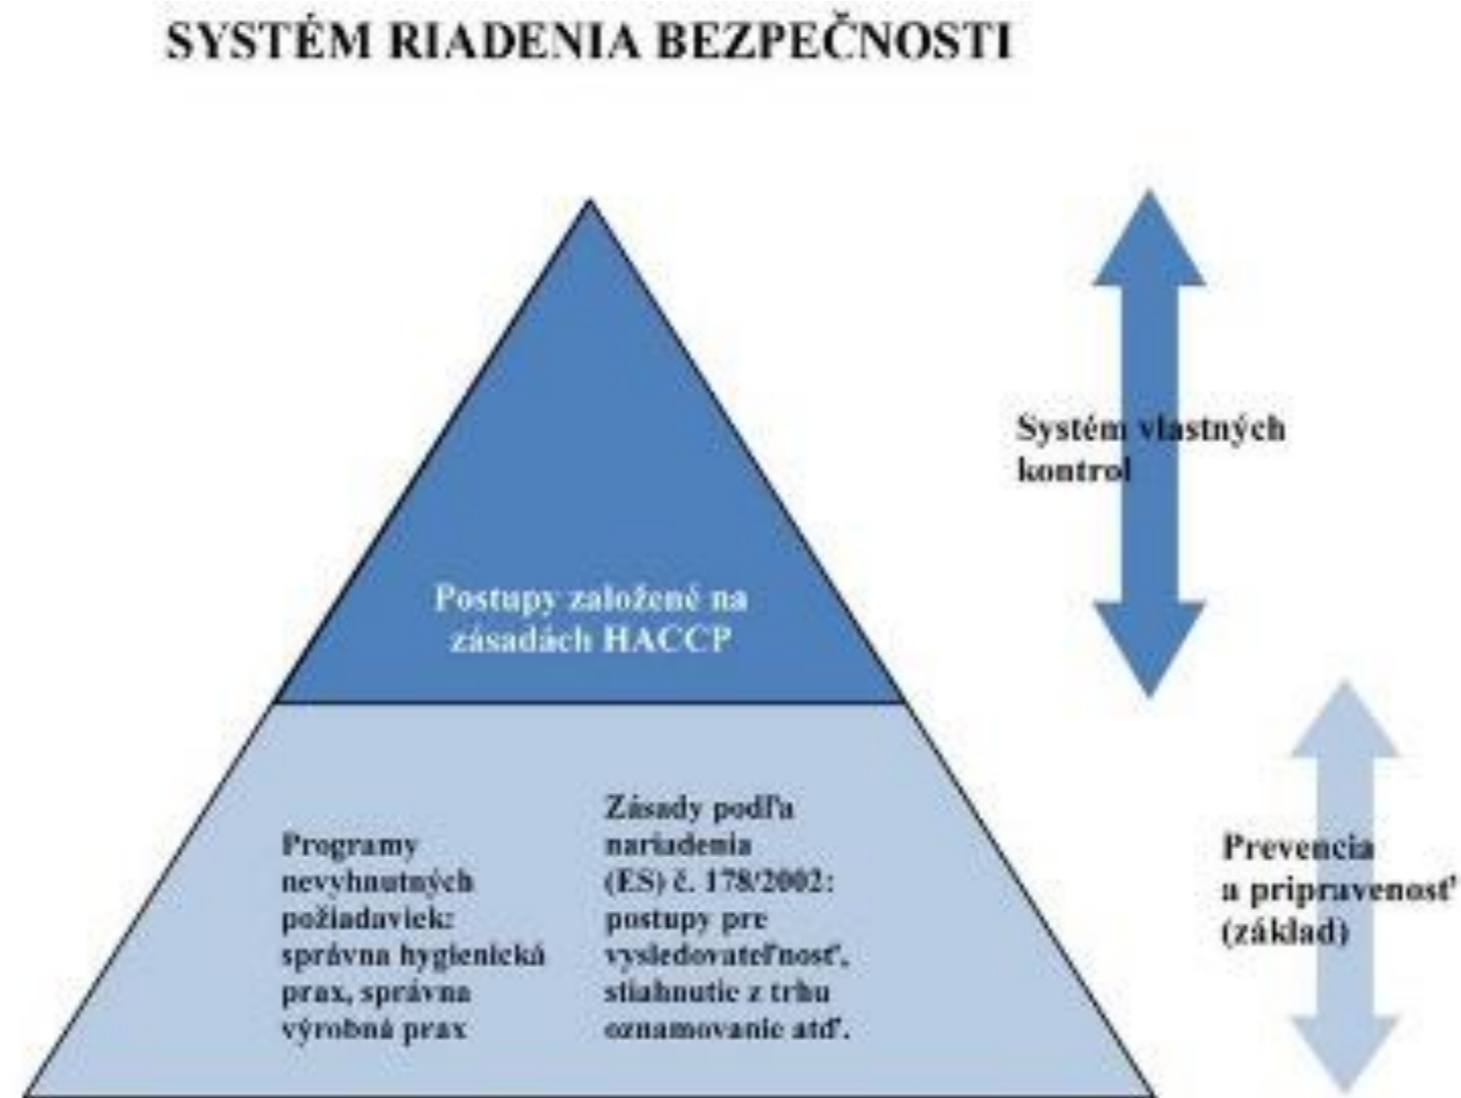 SYSTÉM RIADENIA BEZPEČNOSTI
Systém vlastných
kontrol
Postupy založené na
zásadách HACCP
Programy
nevyhnutných
požiadaviek:
správna hygienická
prax, správna
výrobná prax
Zásady podľa
nariadenia
(ES) č. 178/2002:
postupy pre
vysledovateľnosť,
stiahnutie z trhu
oznamovanie atď.
Prevencia
a pripravenosť
(základ)